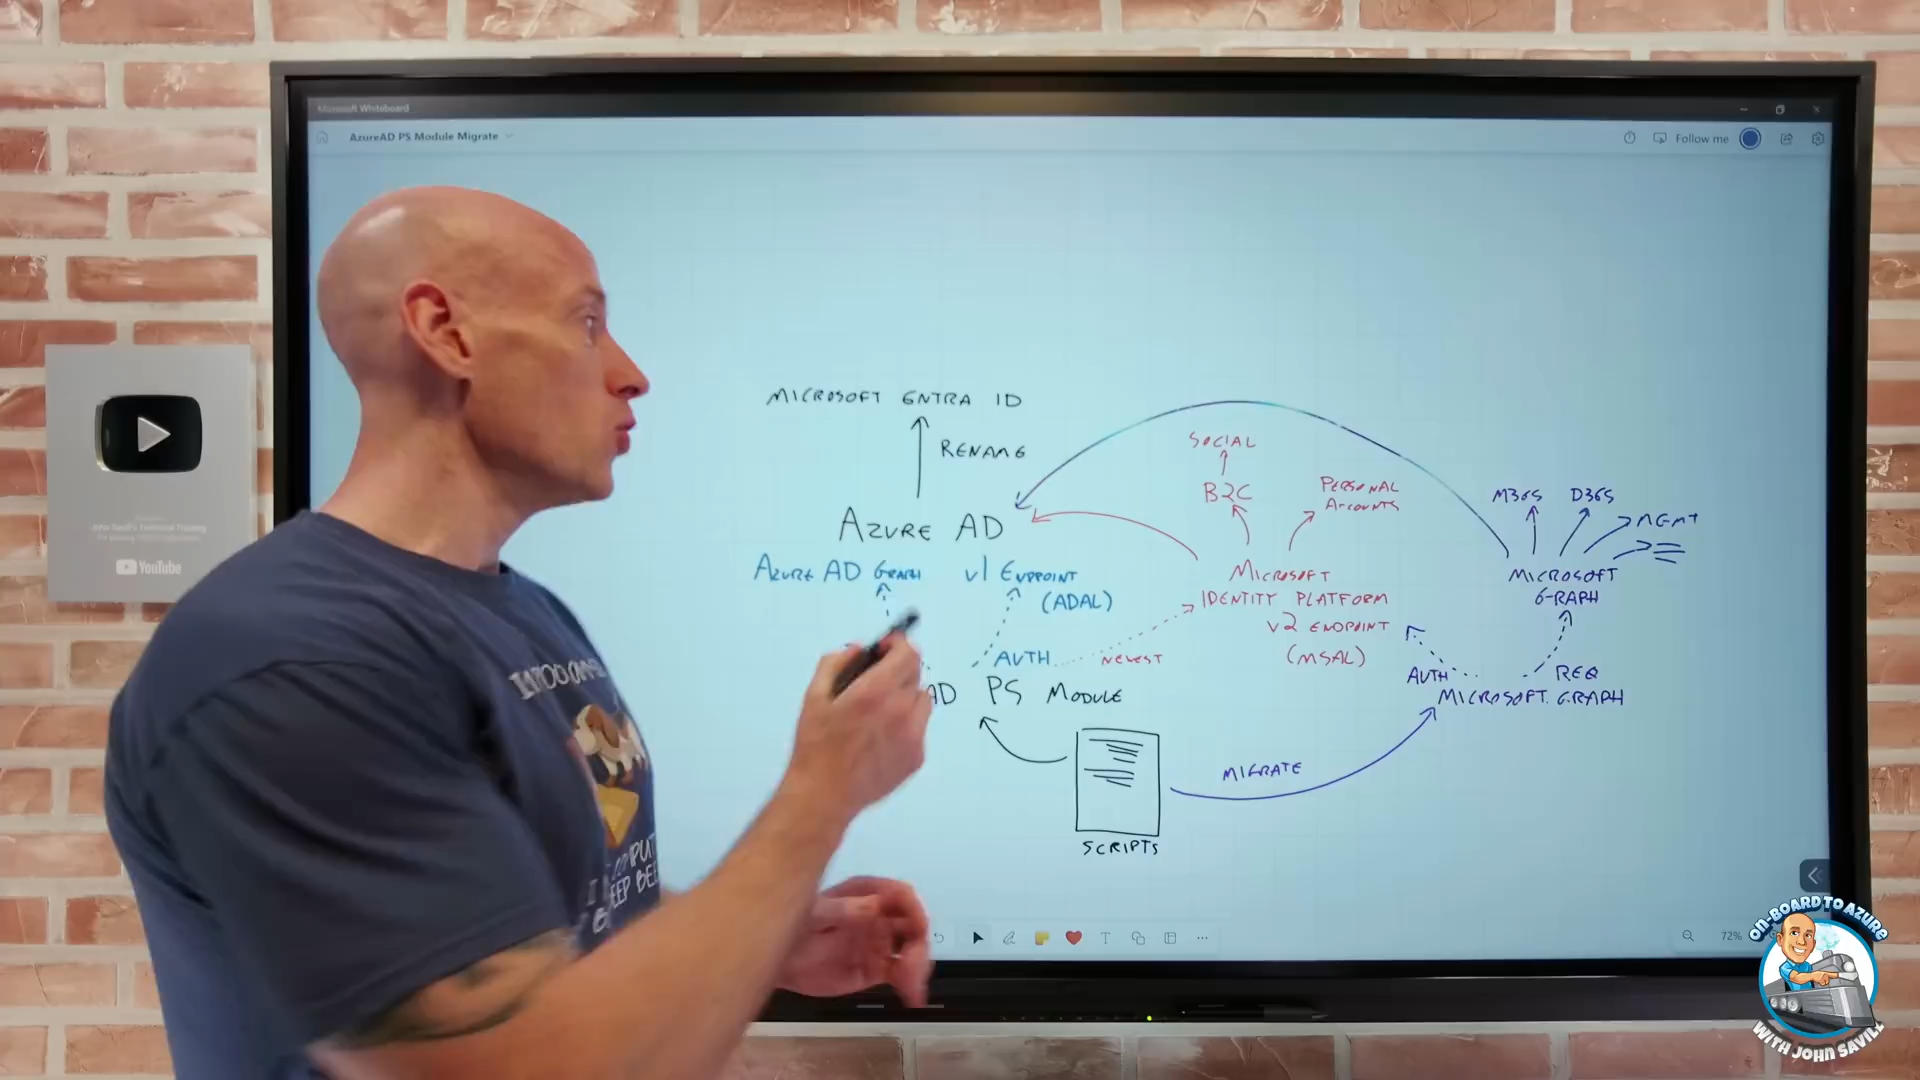 Microsoft Whiteboard
AzureAD PS Module Migrate
Follow me
MICROSOFT ENTRA ID
RENAME
AZURE AD
AZURE AD GRAPH
V1 ENDPOINT
(ADAL)
AUTH
NEWEST
AD PS MODULE
SCRIPTS
MIGRATE
SOCIAL
B2C
PERSONAL
ACCOUNTS
MICROSOFT
IDENTITY PLATFORM
V2 ENDPOINT
(MSAL)
M365
D365
MGMT
MICROSOFT
GRAPH
AUTH
REQ
MICROSOFT.GRAPH
72%
YouTube
ON-BOARD TO AZURE
WITH JOHN SAVILL